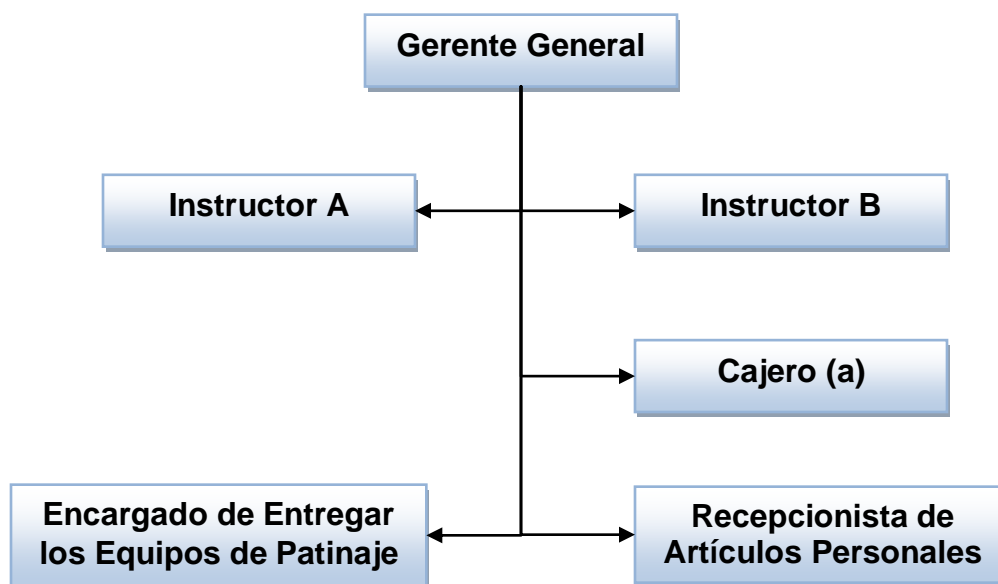 Gerente General
Instructor A
Instructor B
Cajero (a)
Encargado de Entregar
los Equipos de Patinaje
Recepcionista de
Artículos Personales